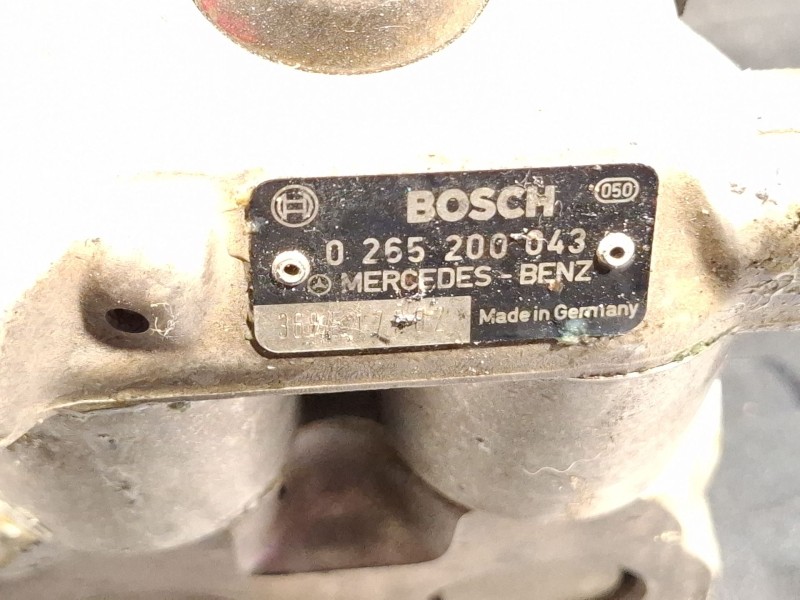 BOSCH 050
0 265 200 043
MERCEDES-BENZ
Made in Germany